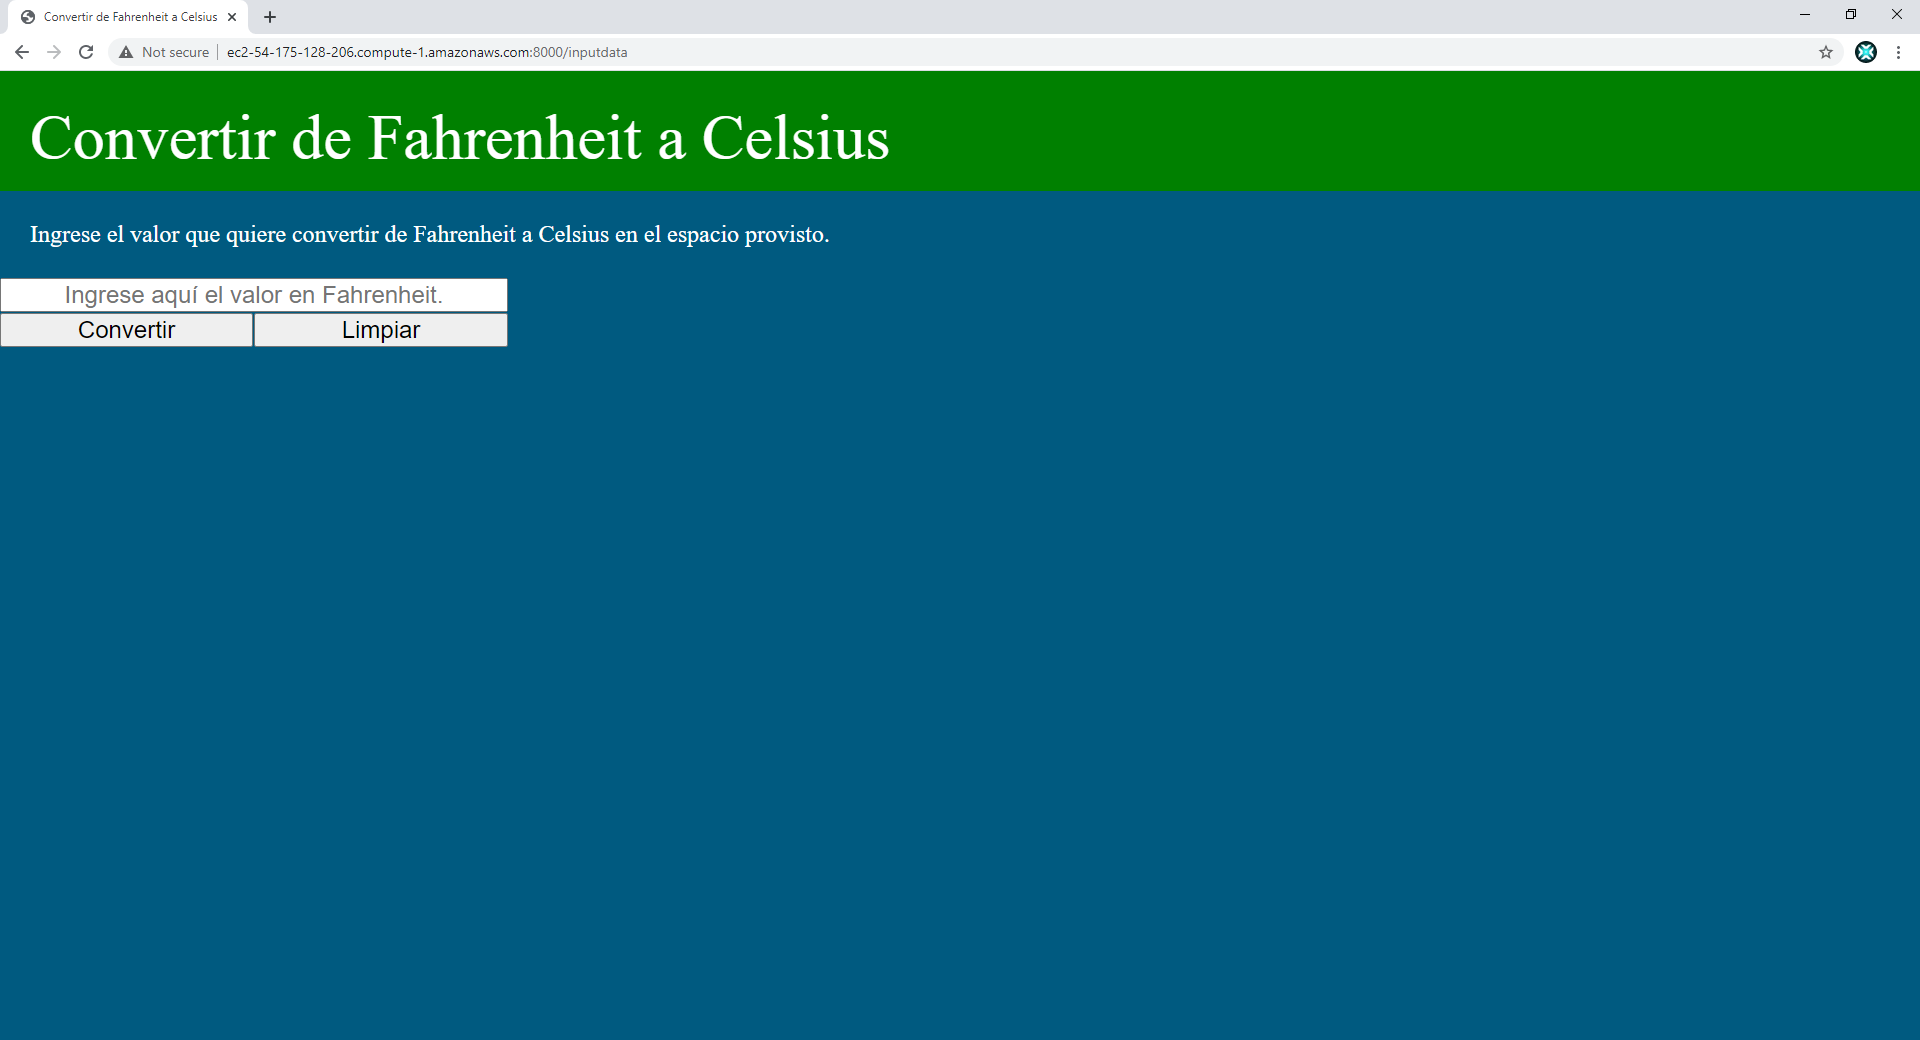 Convertir de Fahrenheit a Celsius
Not secure
ec2-54-175-128-206.compute-1.amazonaws.com:8000/inputdata
Convertir de Fahrenheit a Celsius
Ingrese el valor que quiere convertir de Fahrenheit a Celsius en el espacio provisto.
Ingrese aquí el valor en Fahrenheit.
Convertir Limpiar